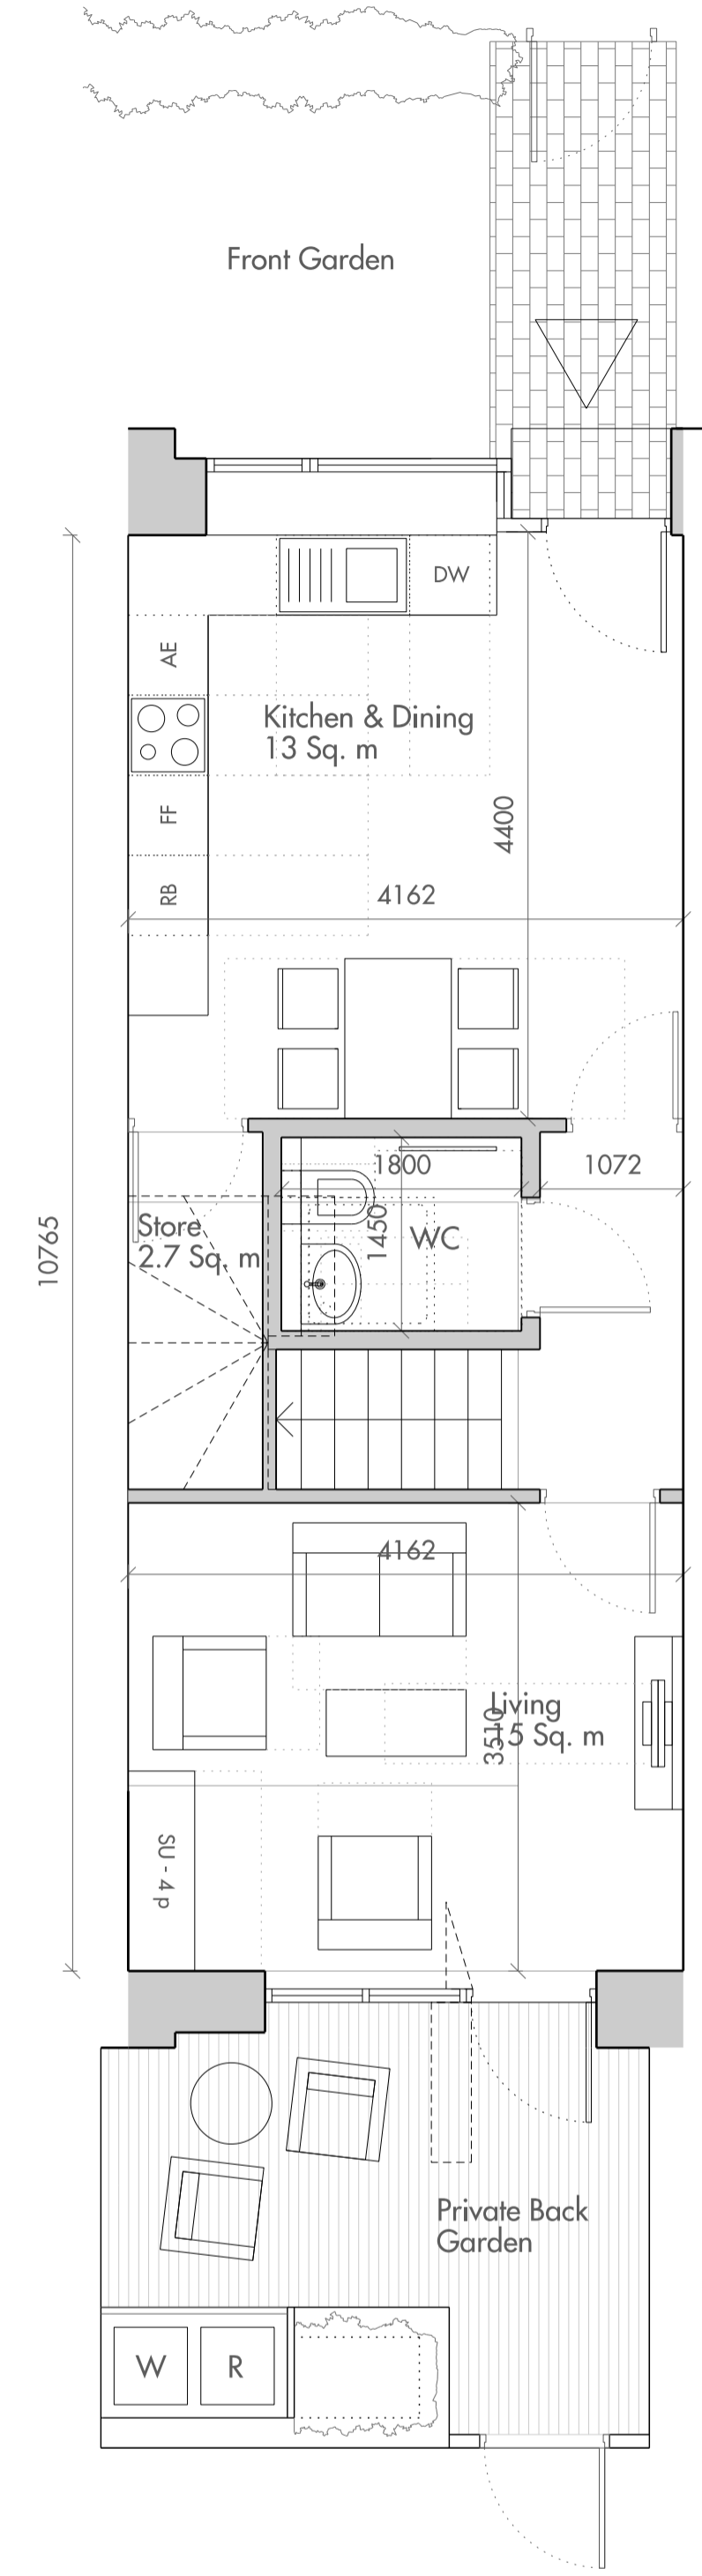 Front Garden
DW
AE
Kitchen & Dining
13 Sq. m
FF
4400
RB
4162
1800
1072
10765
Store
2.7 Sq. m
1450
WC
4162
Living
15 Sq. m
3510
SU - 4 p
Private Back
Garden
W
R